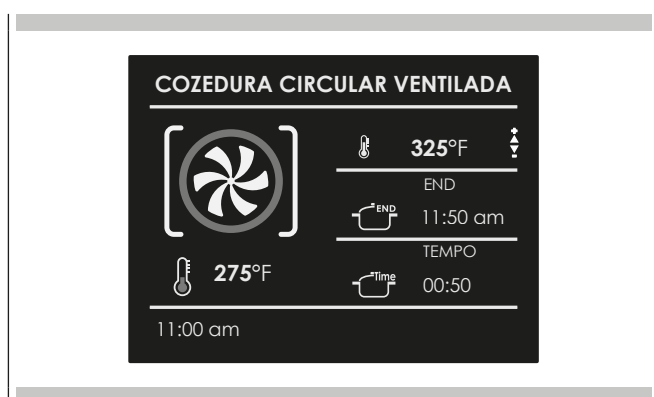 COZEDURA CIRCULAR VENTILADA
325°F
END
END 11:50 am
275°F
TEMPO
Time 00:50
11:00 am